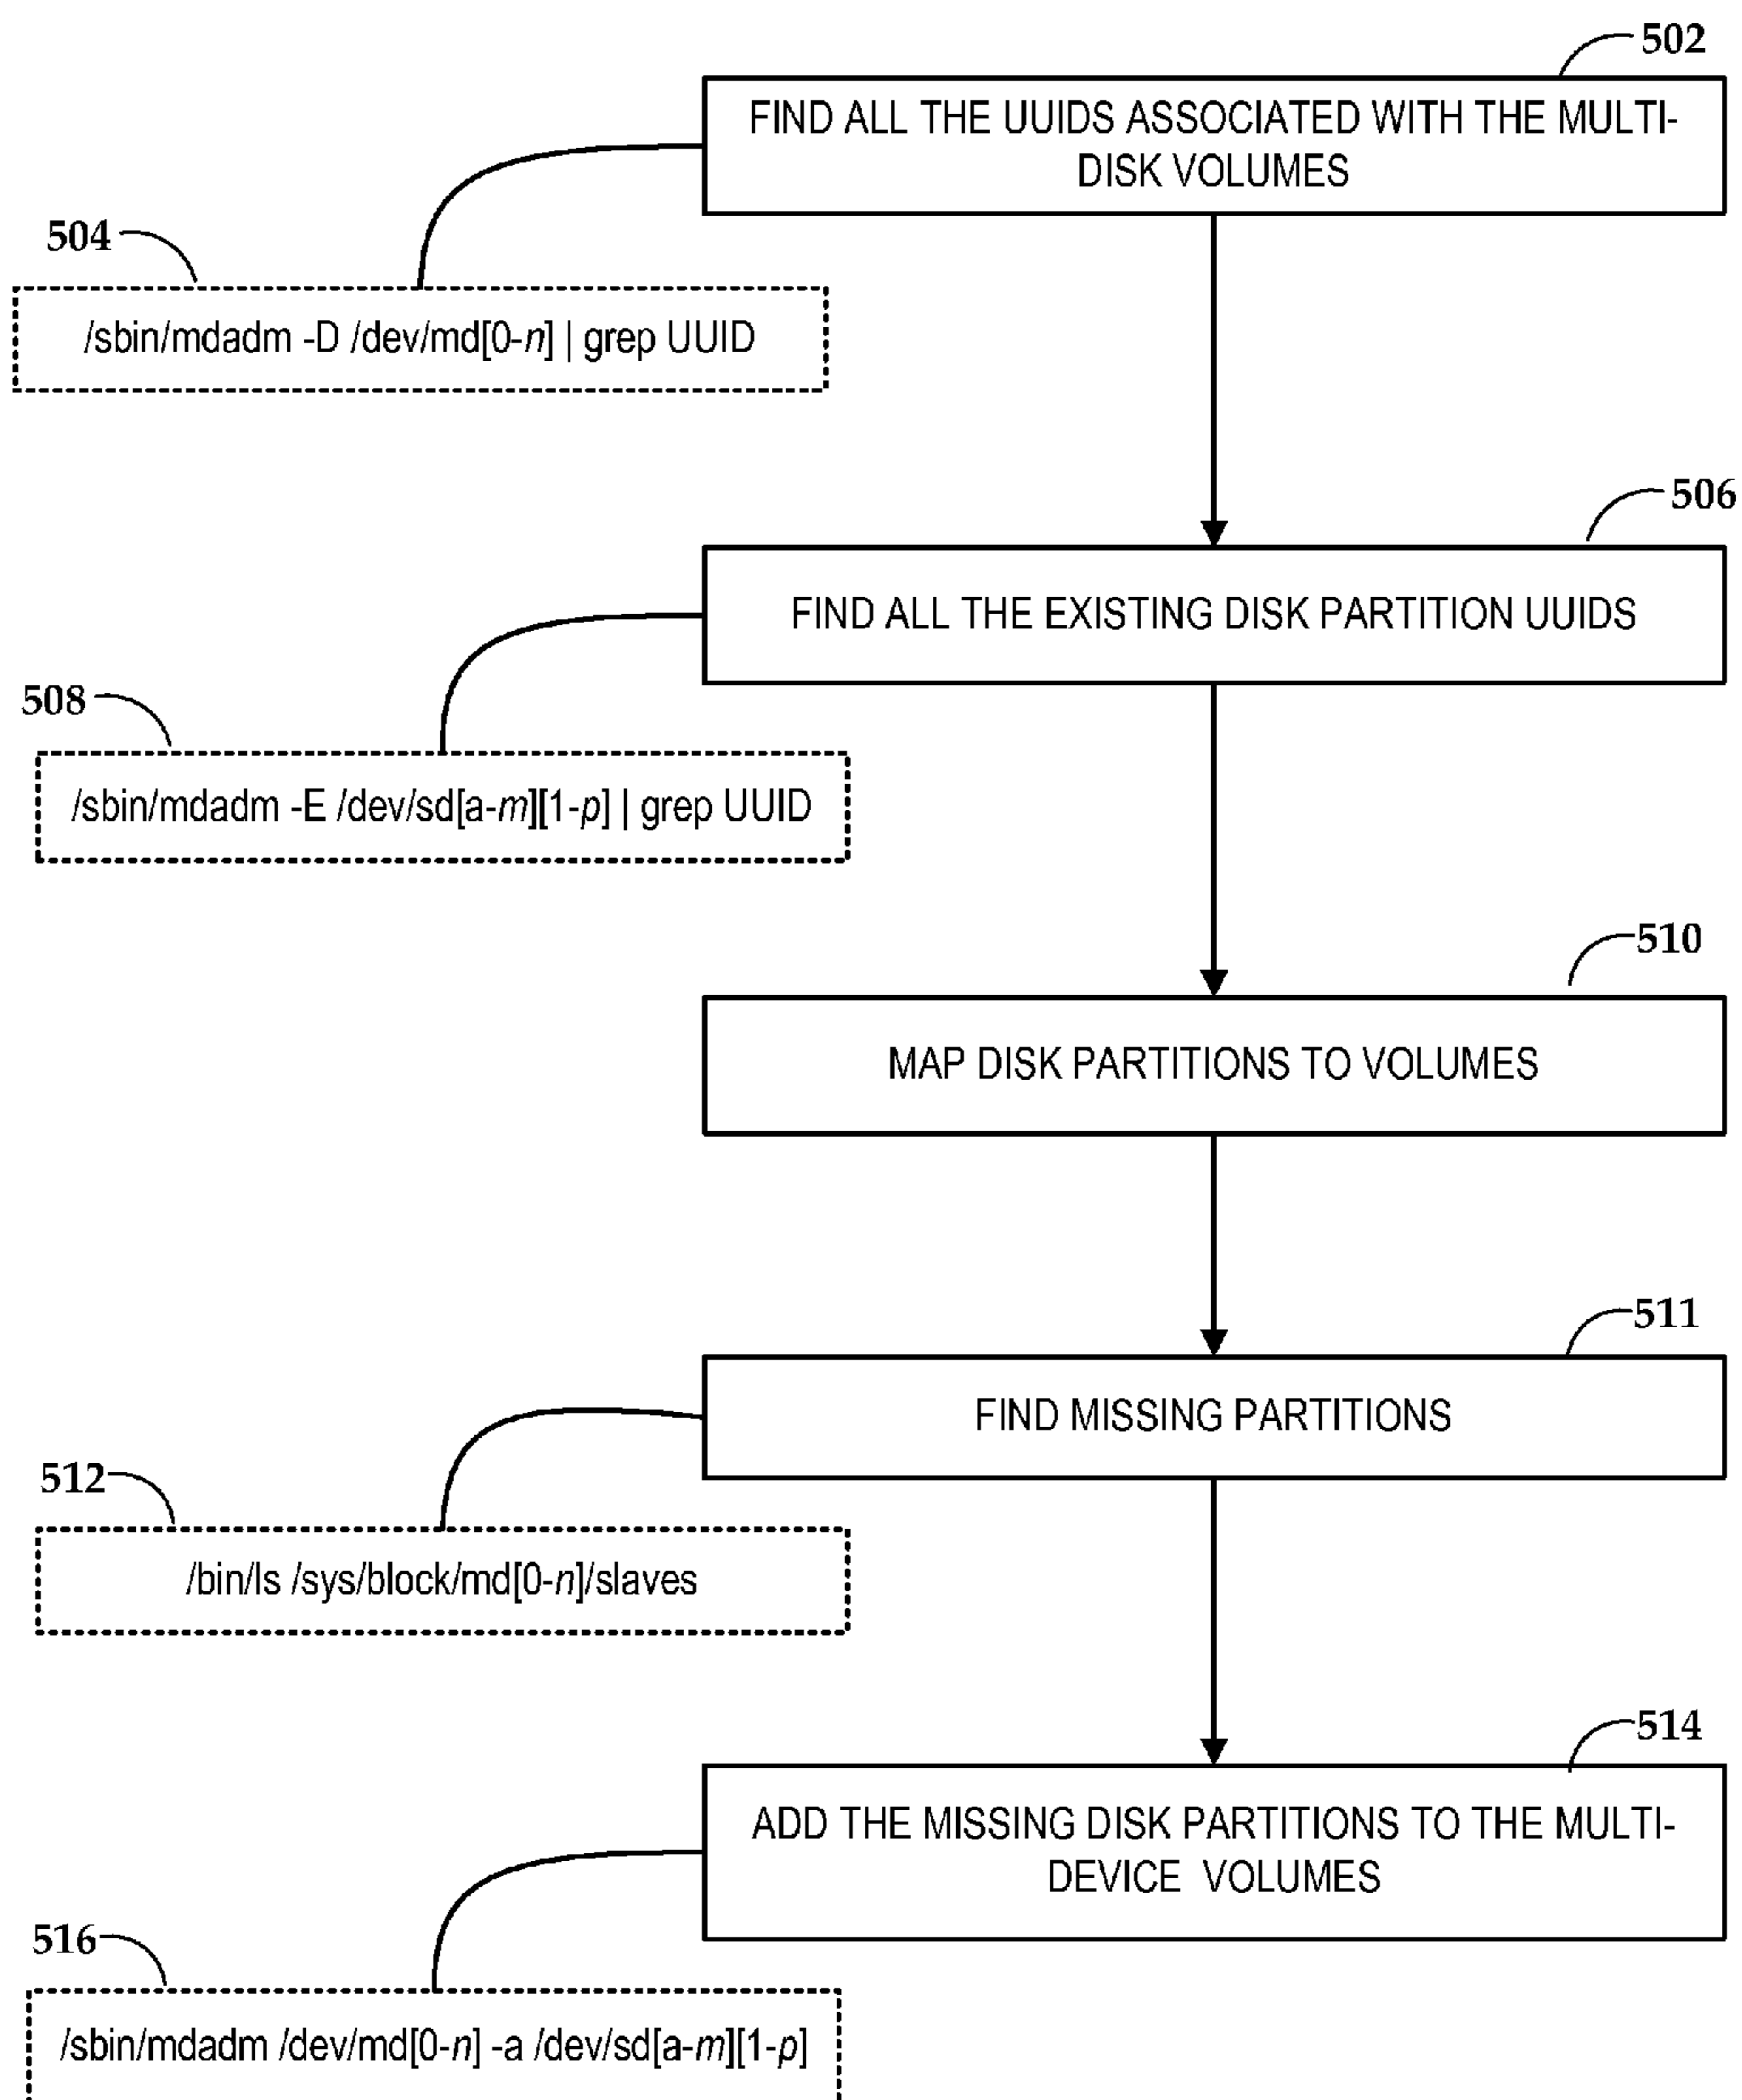 502
FIND ALL THE UUIDS ASSOCIATED WITH THE MULTI-
DISK VOLUMES
504
/sbin/mdadm -D /dev/md[0-n] | grep UUID
506
FIND ALL THE EXISTING DISK PARTITION UUIDS
508
/sbin/mdadm -E /dev/sd[a-m][1-p] | grep UUID
510
MAP DISK PARTITIONS TO VOLUMES
511
FIND MISSING PARTITIONS
512
/bin/ls /sys/block/md[0-n]/slaves
514
ADD THE MISSING DISK PARTITIONS TO THE MULTI-
DEVICE VOLUMES
516
/sbin/mdadm /dev/md[0-n] -a /dev/sd[a-m][1-p]